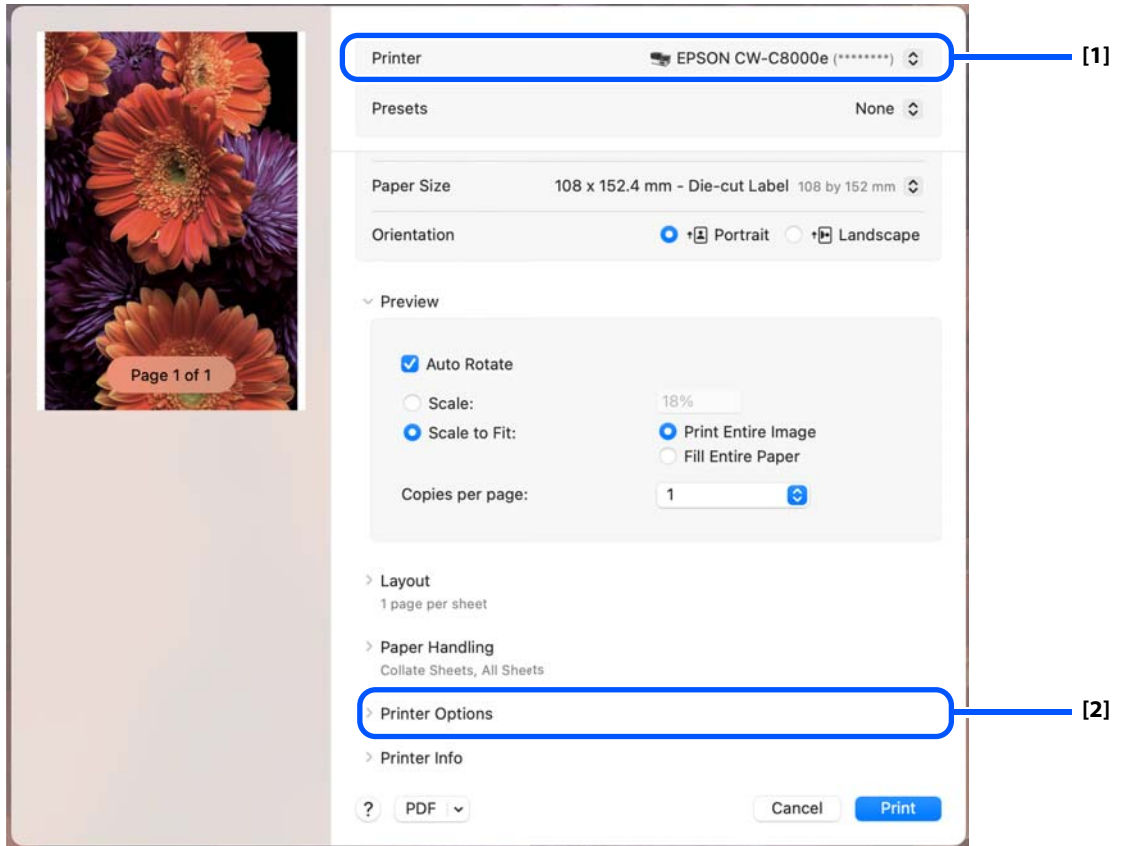 Printer EPSON CW-C8000e (********) [1]
Presets None
Paper Size 108 x 152.4 mm - Die-cut Label 108 by 152 mm
Orientation Portrait Landscape
Preview
Auto Rotate
Page 1 of 1
Scale: 18%
Scale to Fit: Print Entire Image
Fill Entire Paper
Copies per page: 1
Layout
1 page per sheet
Paper Handling
Collate Sheets, All Sheets
Printer Options [2]
Printer Info
? PDF Cancel Print